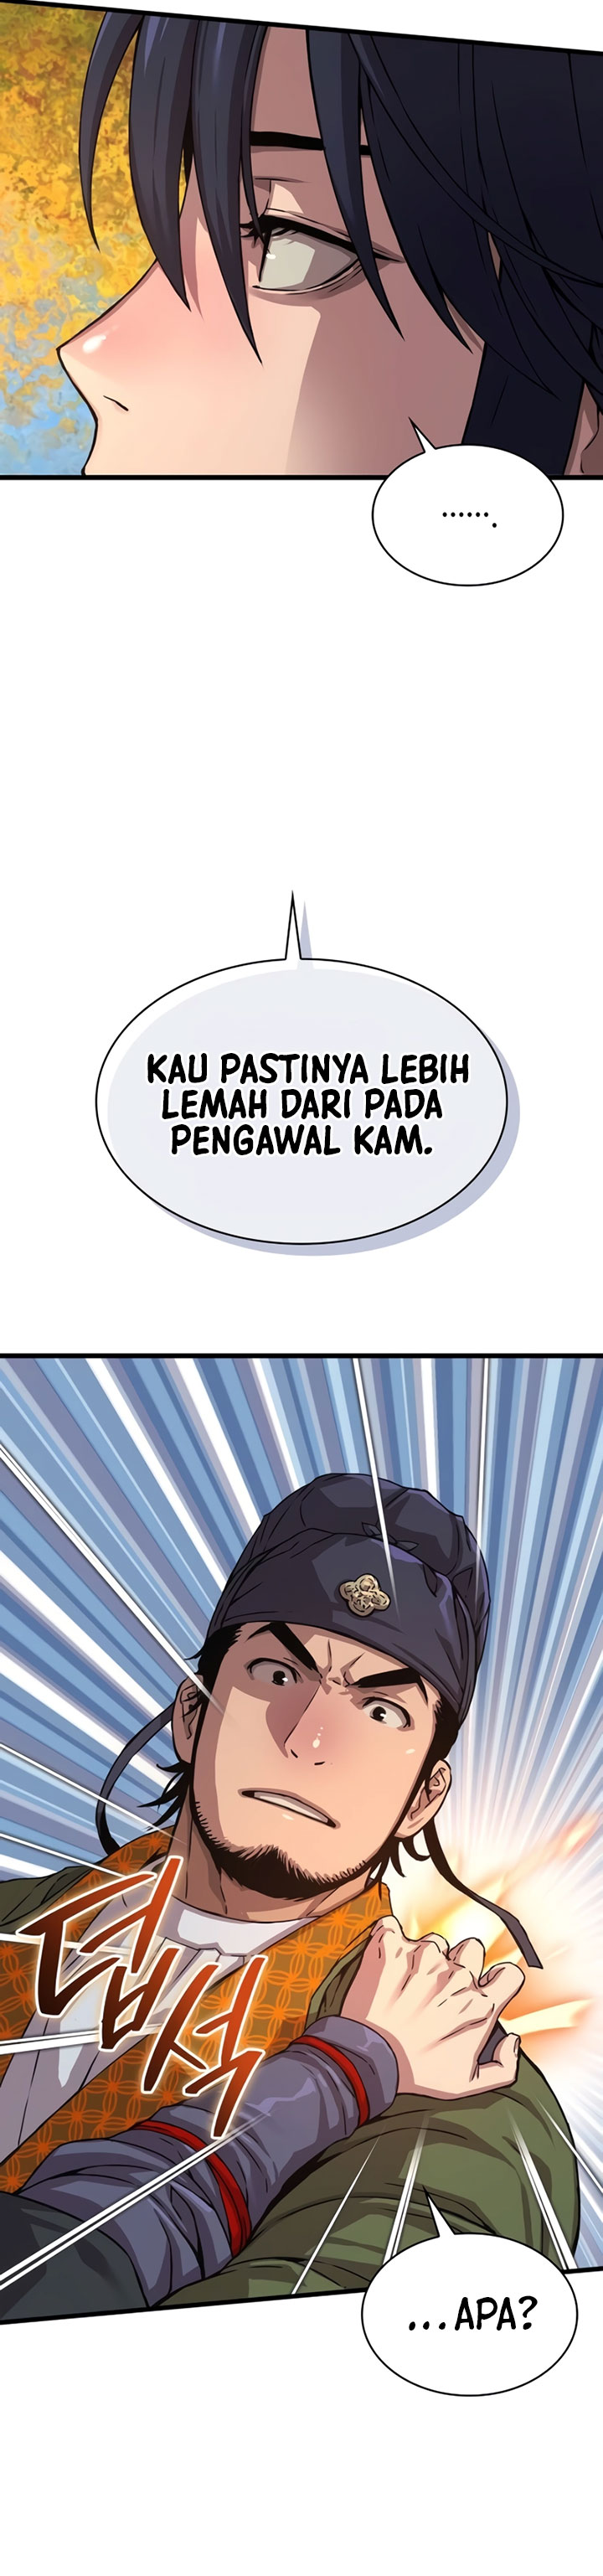 .......
KAU PASTINYA LEBIH
LEMAH DARI PADA
PENGAWAL KAM.
덥석
...APA?